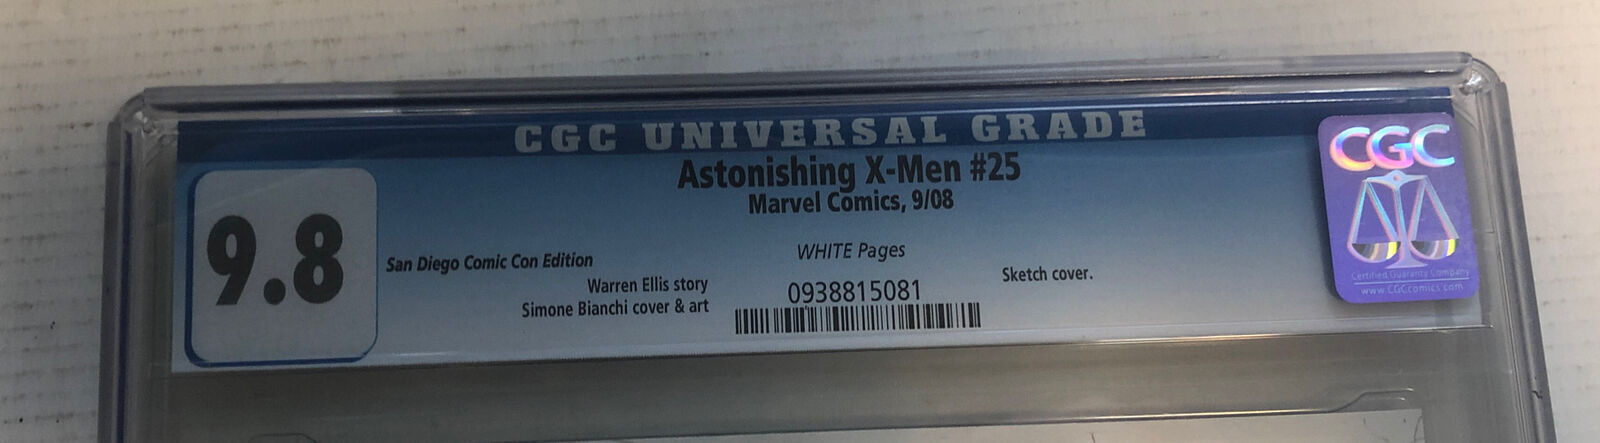 CGC UNIVERSAL GRADE
Astonishing X-Men #25
Marvel Comics, 9/08
9.8
San Diego Comic Con Edition
WHITE Pages
Warren Ellis story
Simone Bianchi cover & art
0938815081
Sketch cover.
CGC
Certified Guaranty Company
www.CGCcomics.com